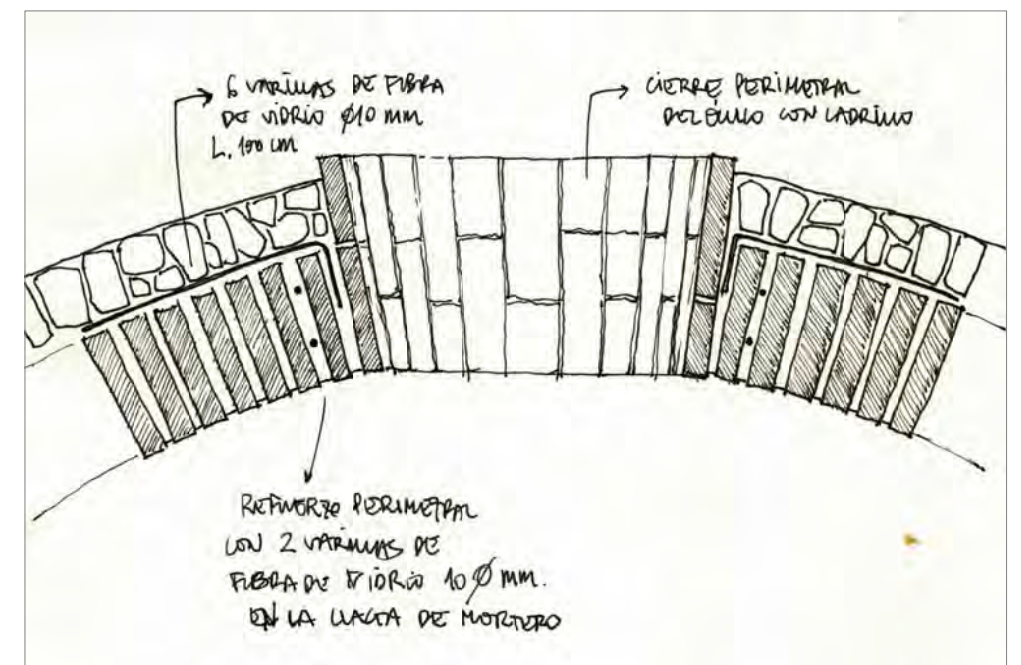 6 VARILLAS DE FIBRA
DE VIDRIO Ø10 MM
L. 100 CM
CIERRE PERIMETRAL
DEL ÓCULO CON LADRILLO
REFUERZO PERIMETRAL
CON 2 VARILLAS DE
FIBRA DE VIDRIO 10 Ø MM.
EN LA LLAGA DE MORTERO